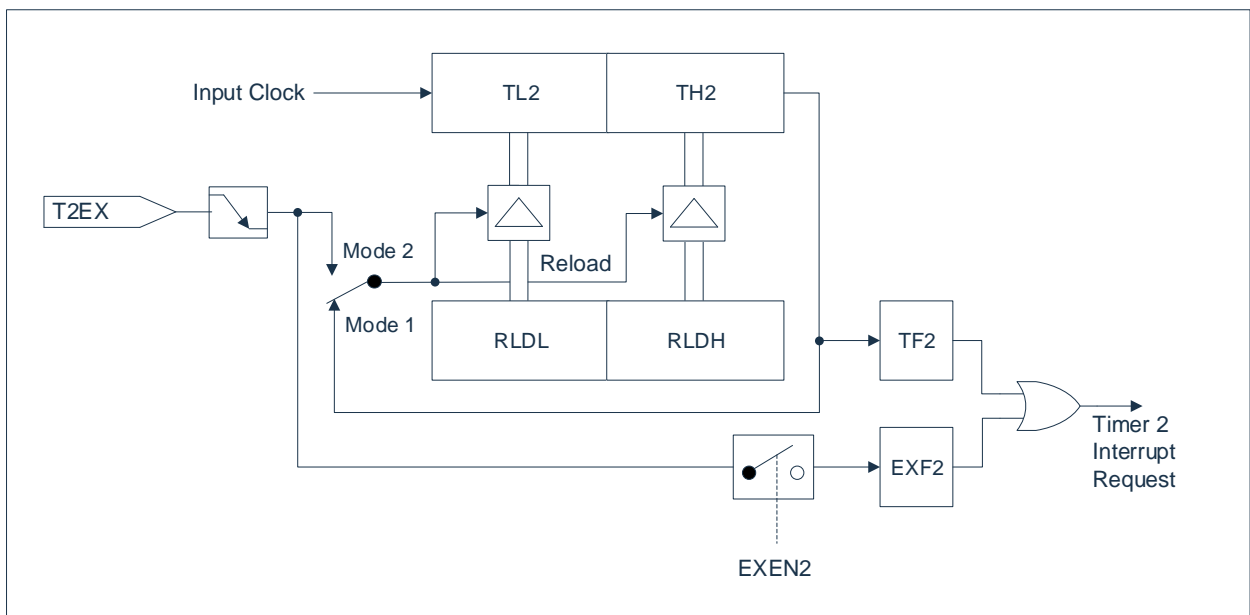 Input Clock
TL2
TH2
T2EX
Mode 2
Reload
Mode 1
RLDL
RLDH
TF2
EXF2
Timer 2
Interrupt
Request
EXEN2